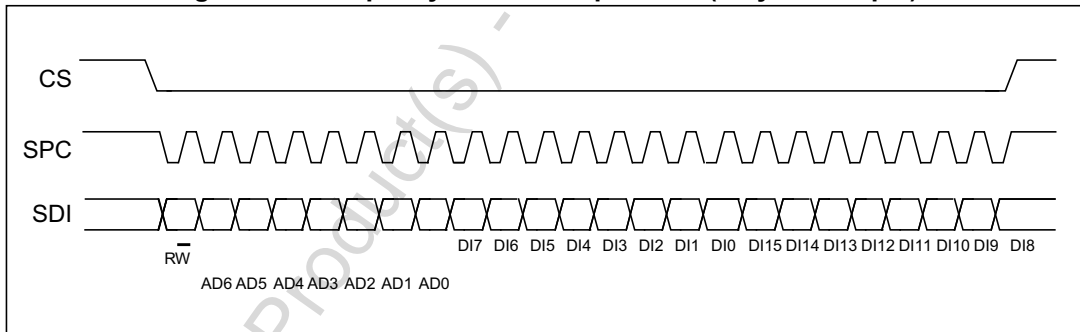 CS
SPC
SDI
RW
DI7 DI6 DI5 DI4 DI3 DI2 DI1 DI0 DI15 DI14 DI13 DI12 DI11 DI10 DI9 DI8
AD6 AD5 AD4 AD3 AD2 AD1 AD0
Product(s) -